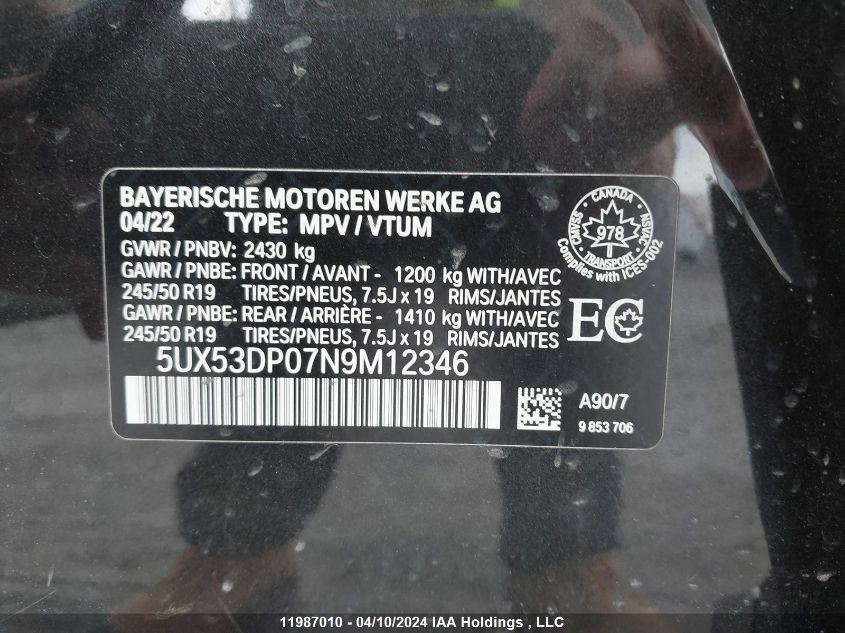 BAYERISCHE MOTOREN WERKE AG
04/22 TYPE: MPV / VTUM
GVWR / PNBV: 2430 kg
GAWR / PNBE: FRONT / AVANT - 1200 kg WITH/AVEC
245/50 R19 TIRES/PNEUS, 7.5J x 19 RIMS/JANTES
GAWR / PNBE: REAR / ARRIÈRE - 1410 kg WITH/AVEC
245/50 R19 TIRES/PNEUS, 7.5J x 19 RIMS/JANTES
5UX53DP07N9M12346
CANADA
CMVSS
978
NSVAC
TRANSPORT
Complies with ICES-002
EC
A90/7
9 853 706
11987010 - 04/10/2024 IAA Holdings , LLC